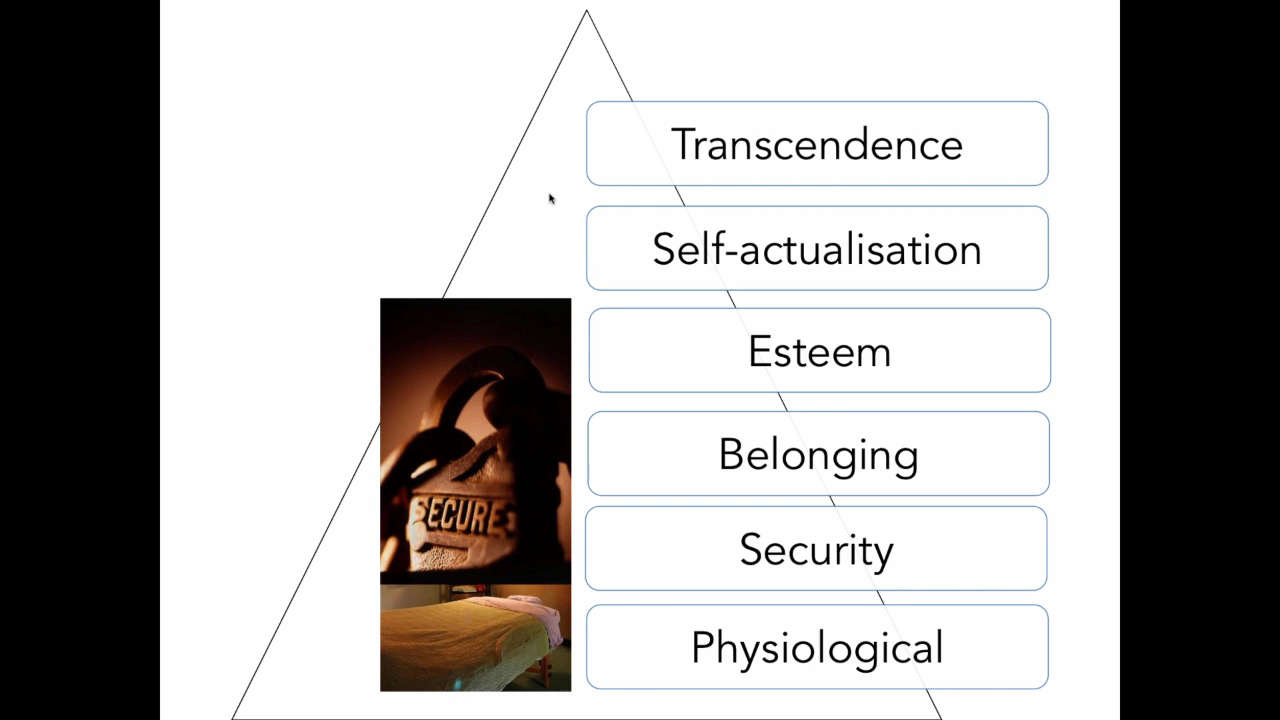 Transcendence
Self-actualisation
Esteem
Belonging
Security
Physiological
SECURE